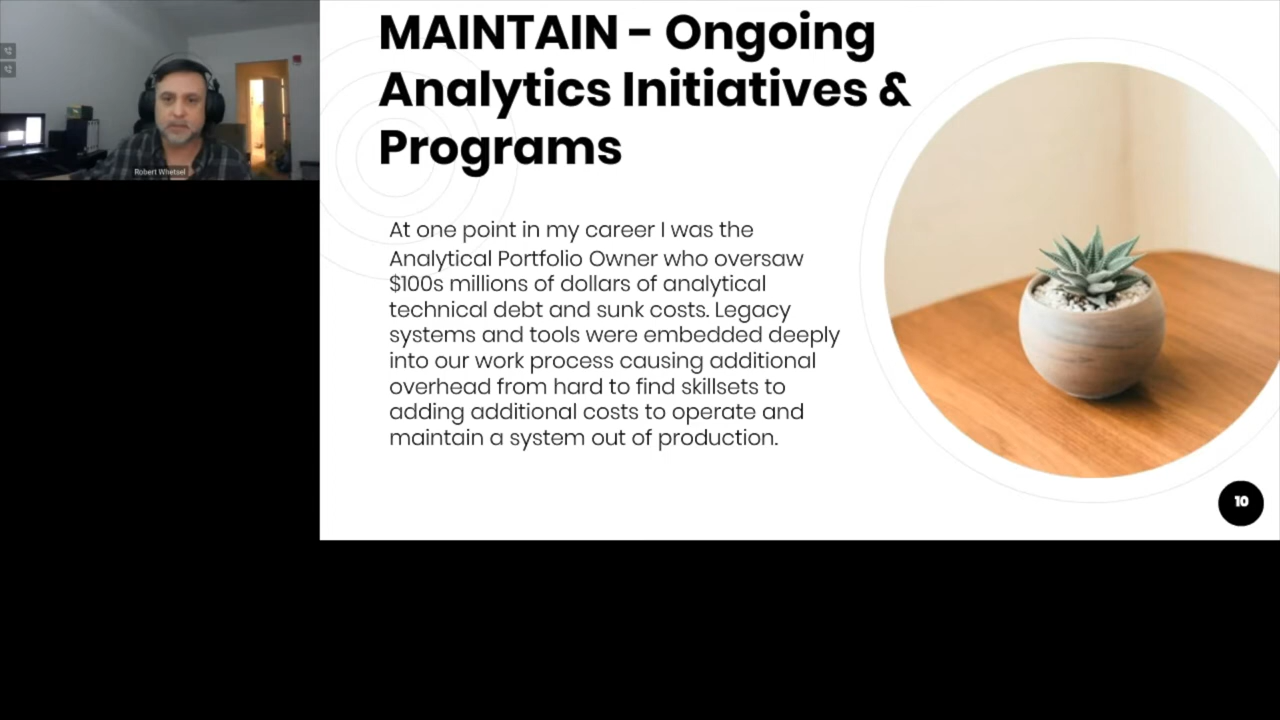 Robert Whetsel
MAINTAIN - Ongoing
Analytics Initiatives &
Programs
At one point in my career I was the
Analytical Portfolio Owner who oversaw
$100s millions of dollars of analytical
technical debt and sunk costs. Legacy
systems and tools were embedded deeply
into our work process causing additional
overhead from hard to find skillsets to
adding additional costs to operate and
maintain a system out of production.
10